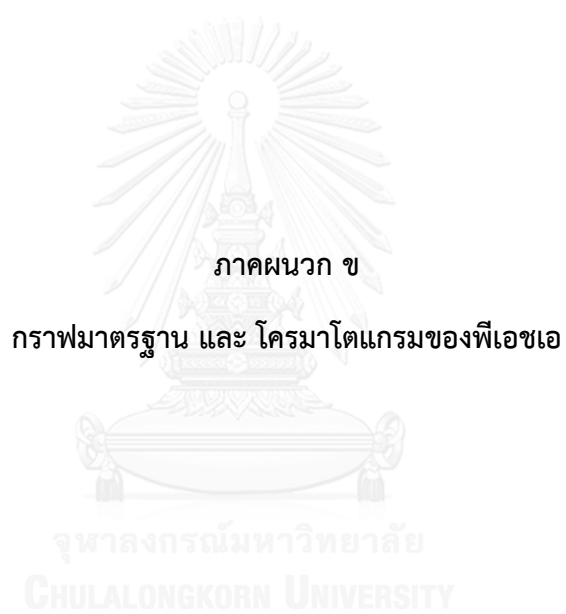 ภาคผนวก ข
กราฟมาตรฐาน และ โครมาโตแกรมของพีเอชเอ
จุฬาลงกรณ์มหาวิทยาลัย
CHULALONGKORN UNIVERSITY